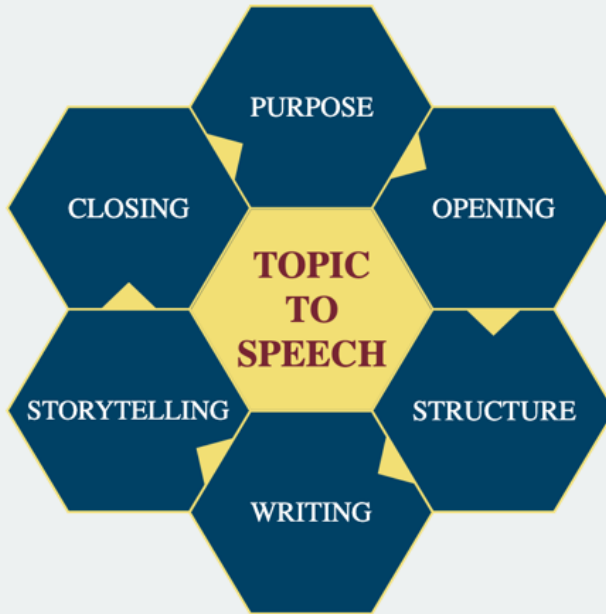 PURPOSE
OPENING
STRUCTURE
WRITING
STORYTELLING
CLOSING
TOPIC
TO
SPEECH